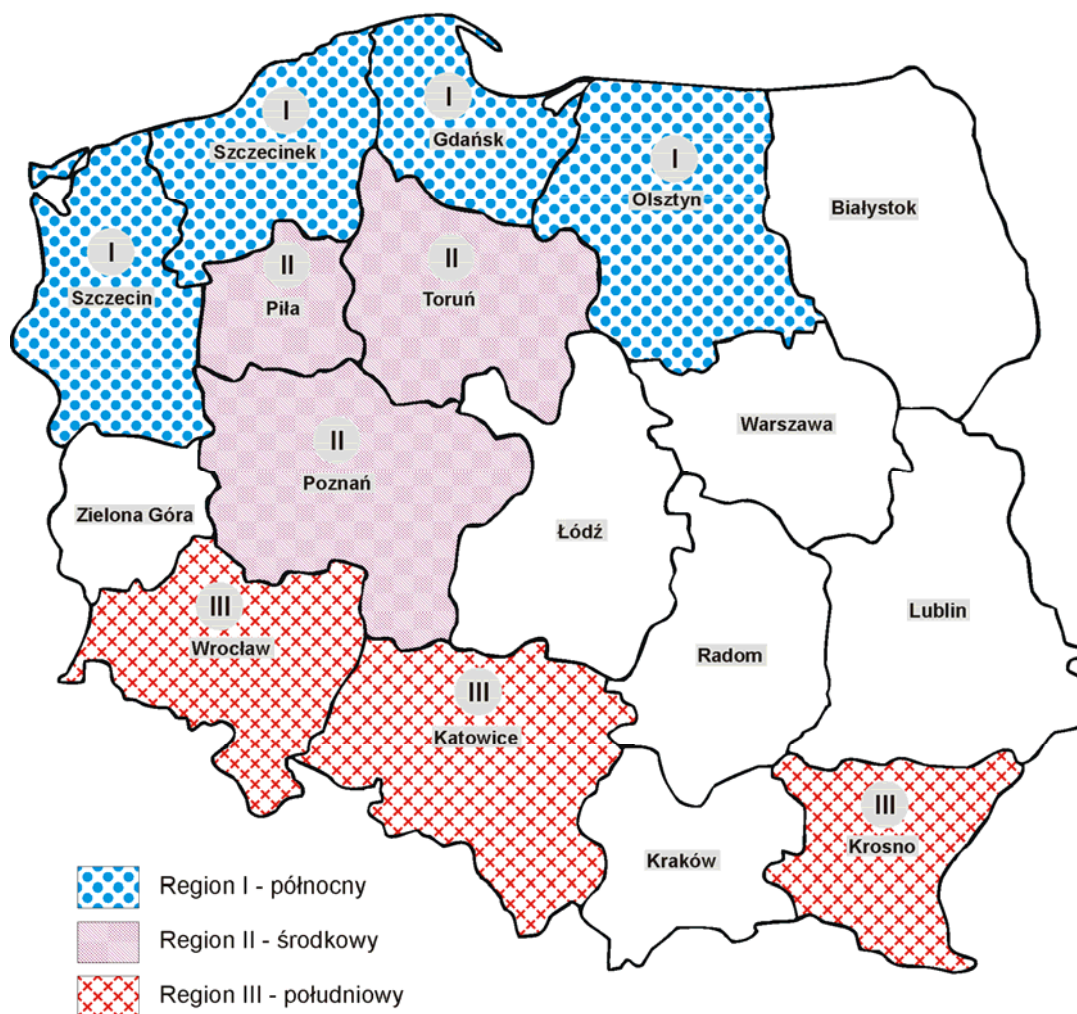 I
Gdańsk
I
Szczecinek
I
Olsztyn
Białystok
I
Szczecin
II
Piła
II
Toruń
Warszawa
II
Poznań
Zielona Góra
Łódź
III
Wrocław
Lublin
Radom
III
Katowice
III
Krosno
Kraków
Region I - północny
Region II - środkowy
Region III - południowy